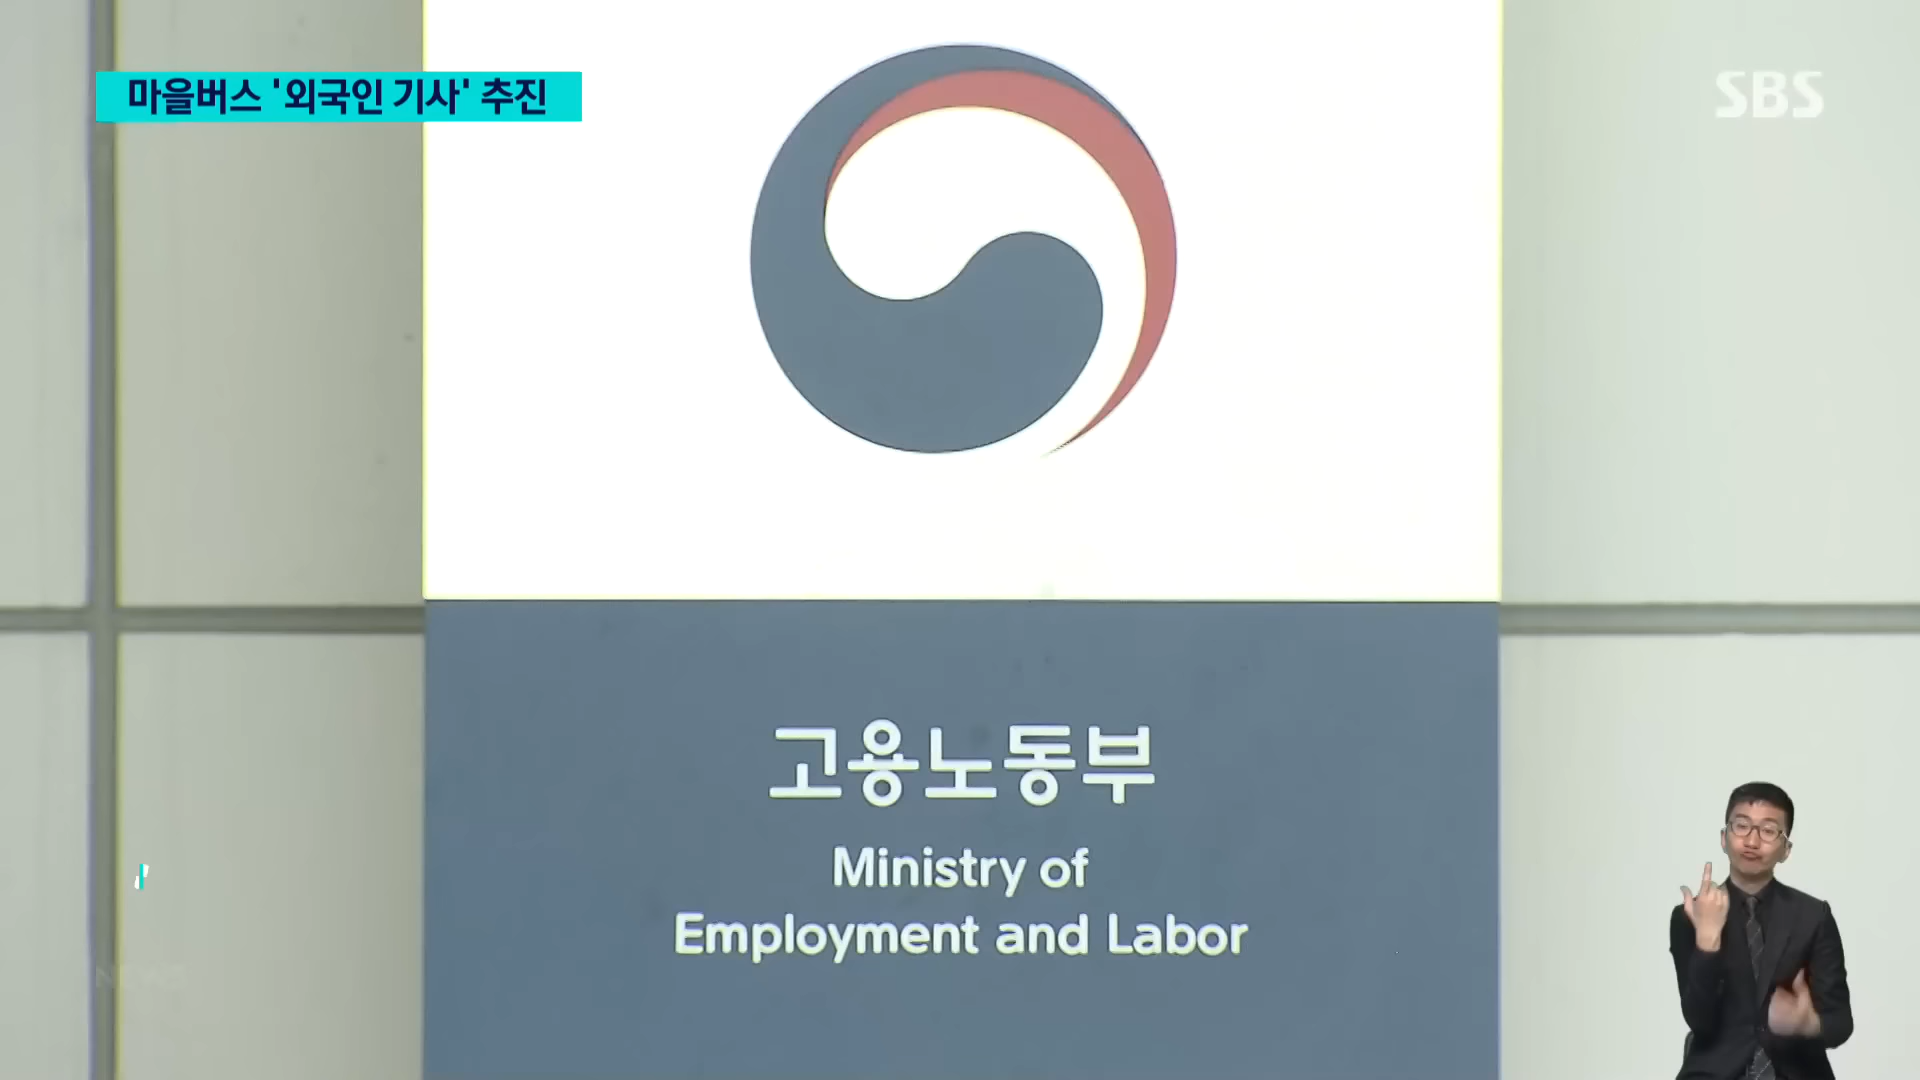 마을버스 '외국인 기사' 추진
SBS
고용노동부
Ministry of
Employment and Labor
NEWS